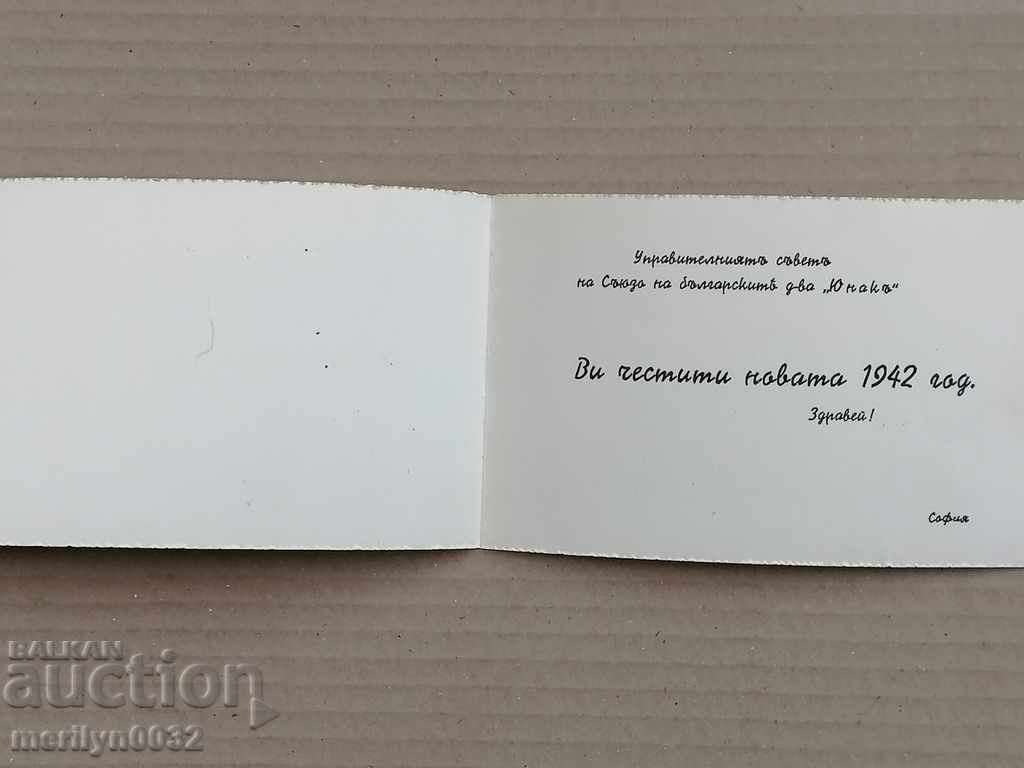 Управителниятъ съветъ
на Съюза на българскитѣ д-ва „Юнакъ“
Ви честити новата 1942 год.
Здравей!
София
BALKAN
auction
merilyn0032